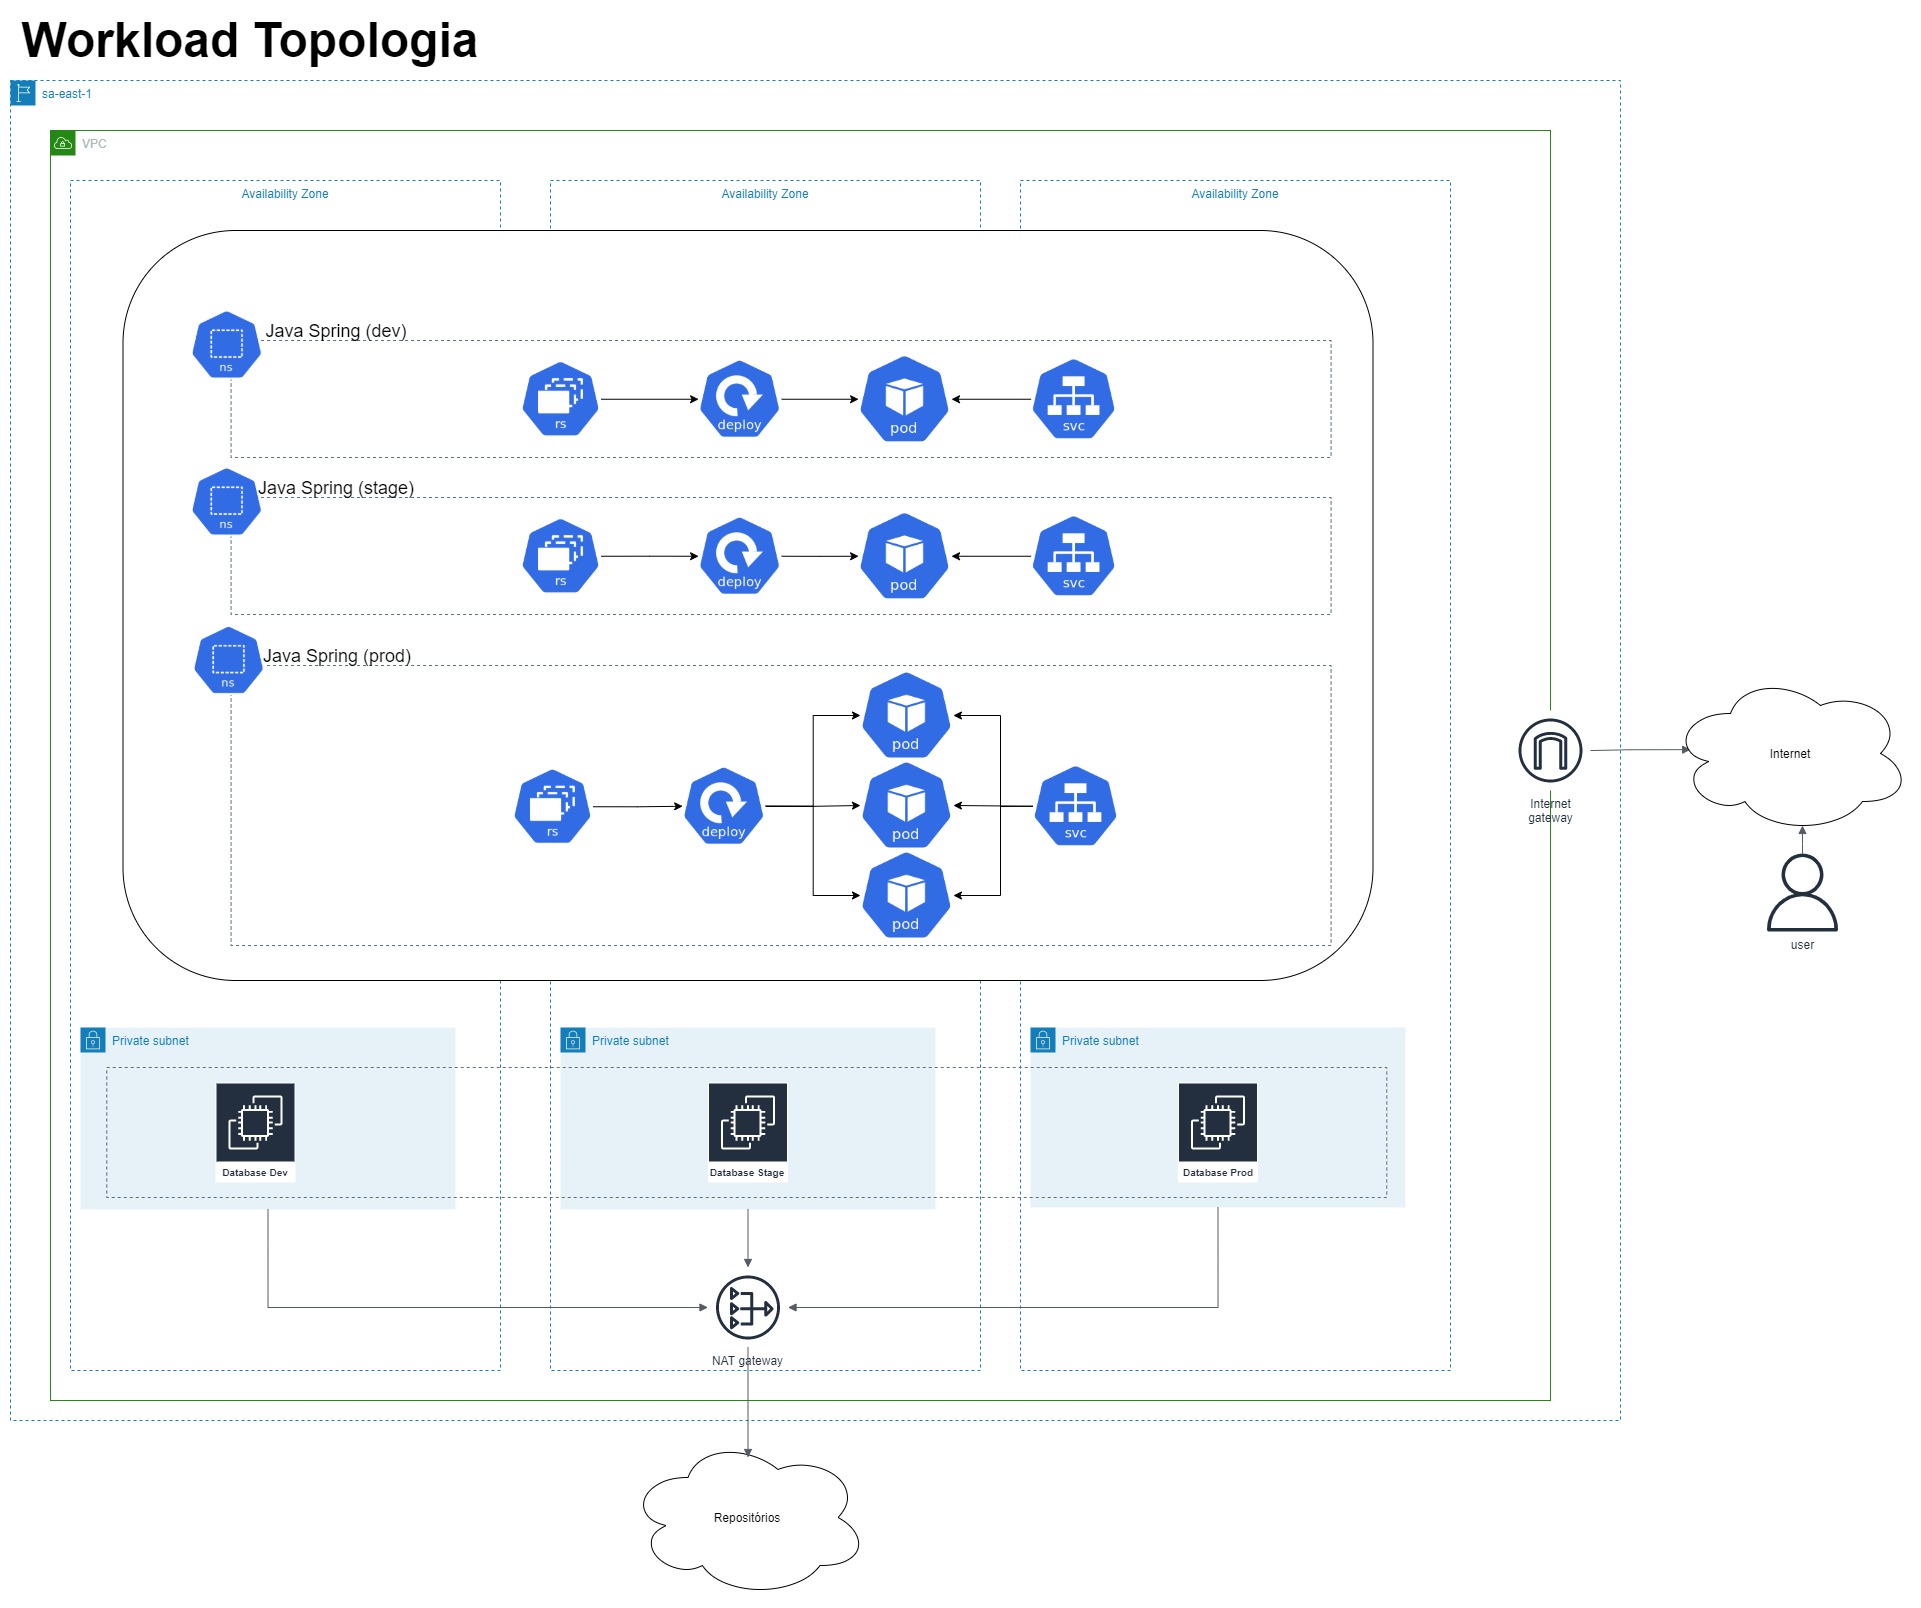 Workload Topologia
sa-east-1
VPC
Availability Zone
Availability Zone
Availability Zone
ns
Java Spring (dev)
rs
deploy
pod
svc
ns
Java Spring (stage)
rs
deploy
pod
svc
ns
Java Spring (prod)
pod
rs
deploy
pod
svc
pod
Internet
gateway
Internet
user
Private subnet
Private subnet
Private subnet
Database Dev
Database Stage
Database Prod
NAT gateway
Repositórios